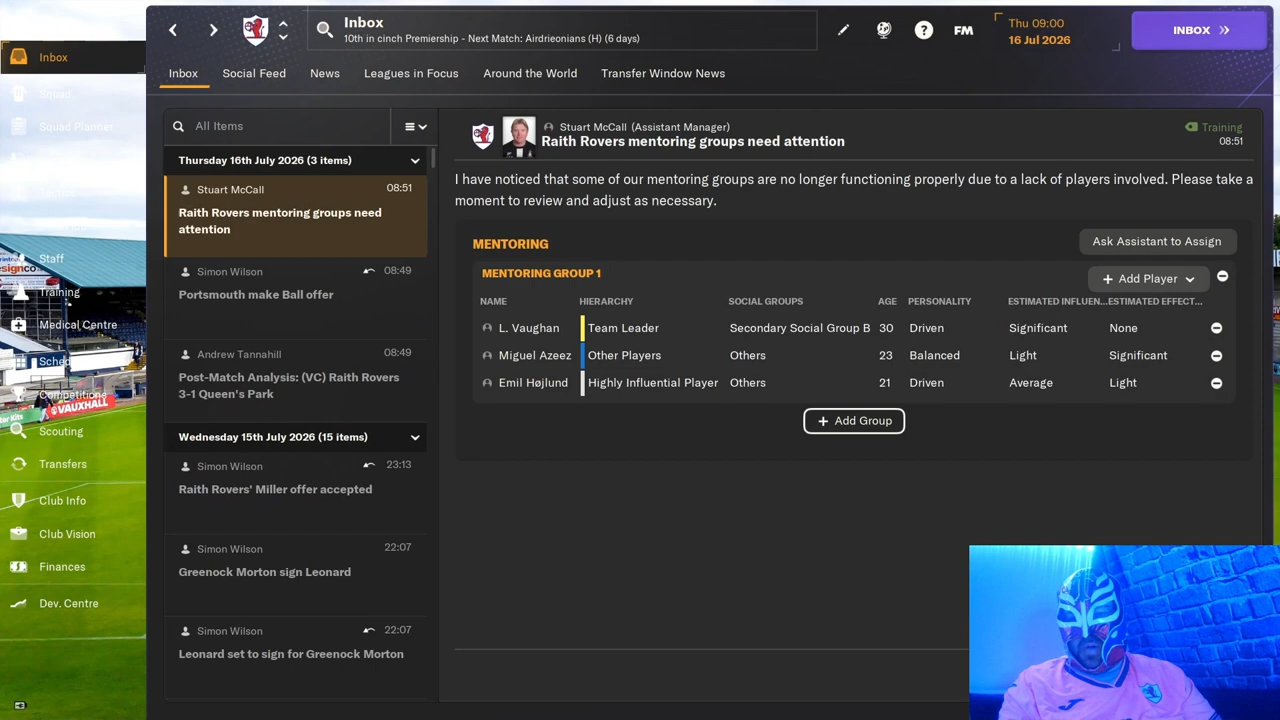 Inbox
10th in cinch Premiership - Next Match: Airdrieonians (H) (6 days)
FM
Thu 09:00
16 Jul 2026
INBOX
Inbox
Social Feed
News
Leagues in Focus
Around the World
Transfer Window News
Inbox
Squad
Squad Planner
Staff
Training
Medical Centre
Competitions
Scouting
Transfers
Club Info
Club Vision
Finances
Dev. Centre
VAUXHALL
All Items
Thursday 16th July 2026 (3 items)
Stuart McCall 08:51
Raith Rovers mentoring groups need
attention
Simon Wilson 08:49
Portsmouth make Ball offer
Andrew Tannahill 08:49
Post-Match Analysis: (VC) Raith Rovers
3-1 Queen's Park
Wednesday 15th July 2026 (15 items)
Simon Wilson 23:13
Raith Rovers' Miller offer accepted
Simon Wilson 22:07
Greenock Morton sign Leonard
Simon Wilson 22:07
Leonard set to sign for Greenock Morton
Stuart McCall (Assistant Manager)
Raith Rovers mentoring groups need attention
Training
08:51
I have noticed that some of our mentoring groups are no longer functioning properly due to a lack of players involved. Please take a
moment to review and adjust as necessary.
MENTORING
Ask Assistant to Assign
MENTORING GROUP 1
Add Player
NAME HIERARCHY SOCIAL GROUPS AGE PERSONALITY ESTIMATED INFLUEN... ESTIMATED EFFECT...
L. Vaughan Team Leader Secondary Social Group B 30 Driven Significant None
Miguel Azeez Other Players Others 23 Balanced Light Significant
Emil Højlund Highly Influential Player Others 21 Driven Average Light
Add Group